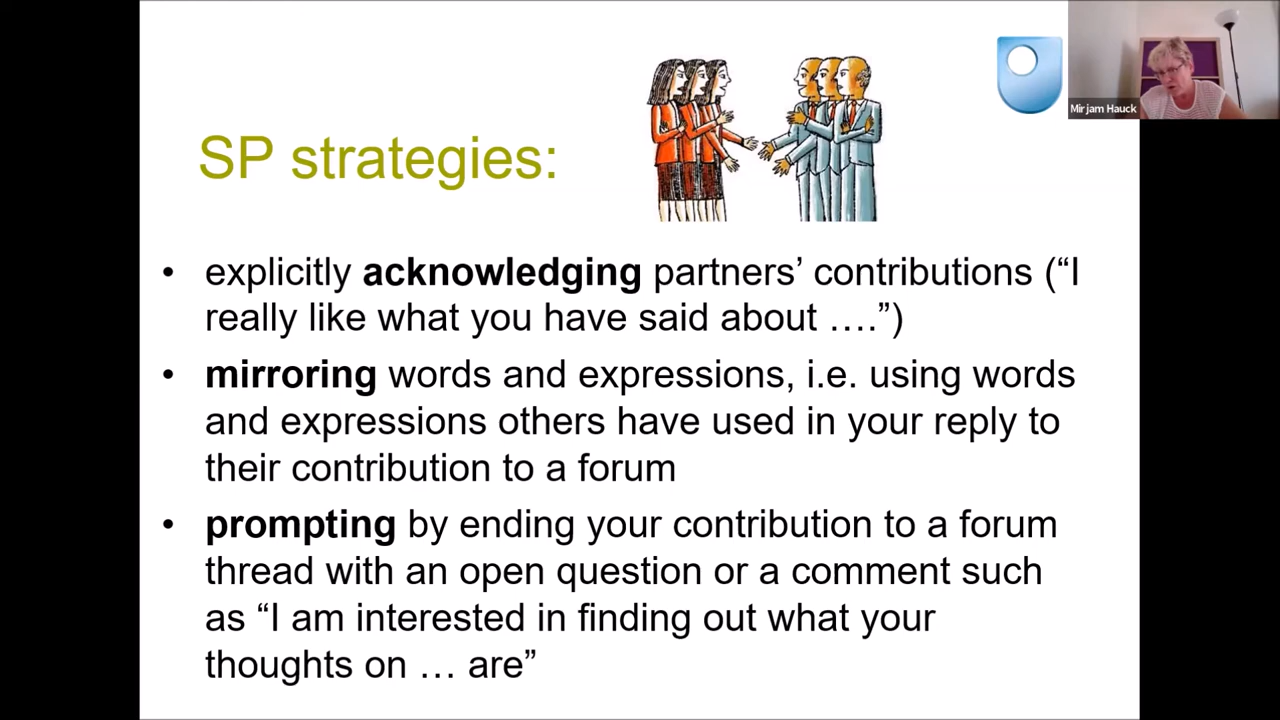 Mirjam Hauck
SP strategies:
• explicitly acknowledging partners’ contributions (“I
really like what you have said about ….”)
• mirroring words and expressions, i.e. using words
and expressions others have used in your reply to
their contribution to a forum
• prompting by ending your contribution to a forum
thread with an open question or a comment such
as “I am interested in finding out what your
thoughts on … are”